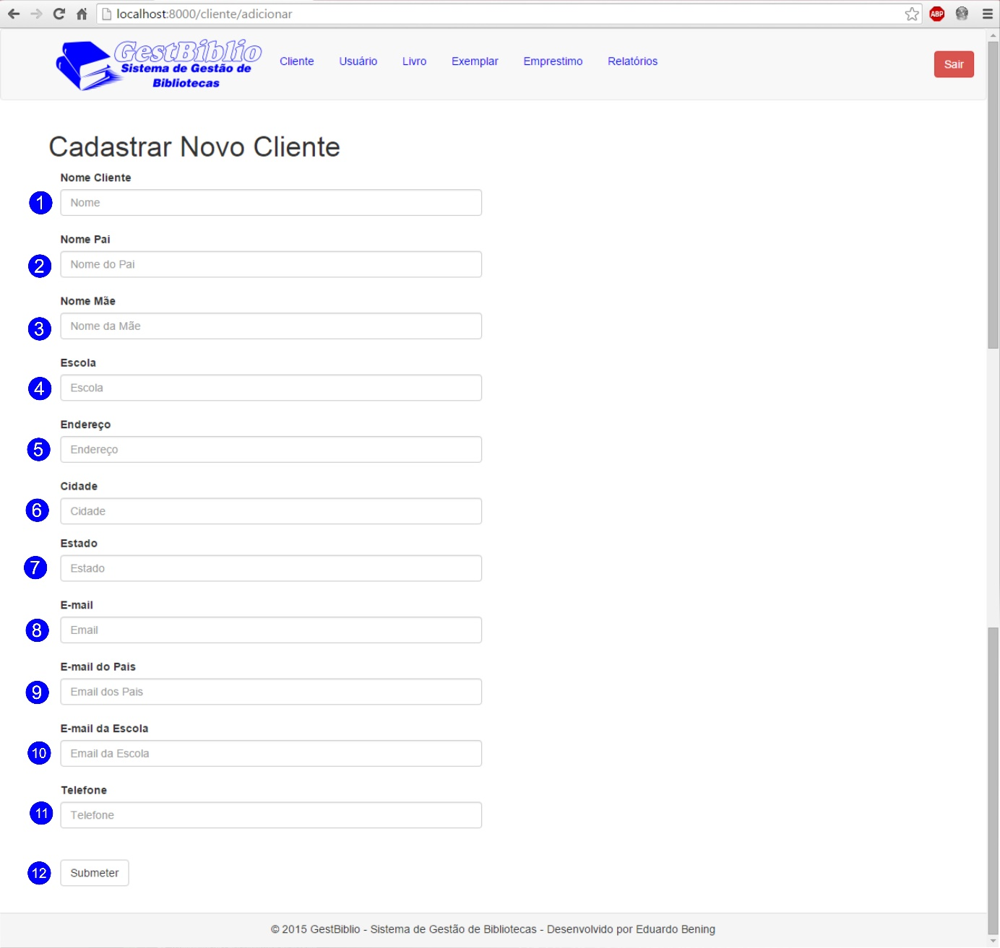 localhost:8000/cliente/adicionar
ABP
GestBiblio
Sistema de Gestão de
Bibliotecas
Cliente Usuário Livro Exemplar Emprestimo Relatórios
Sair
Cadastrar Novo Cliente
Nome Cliente
1 Nome
Nome Pai
2 Nome do Pai
Nome Mãe
3 Nome da Mãe
Escola
4 Escola
Endereço
5 Endereço
Cidade
6 Cidade
Estado
7 Estado
E-mail
8 Email
E-mail do Pais
9 Email dos Pais
E-mail da Escola
10 Email da Escola
Telefone
11 Telefone
12 Submeter
© 2015 GestBiblio - Sistema de Gestão de Bibliotecas - Desenvolvido por Eduardo Bening